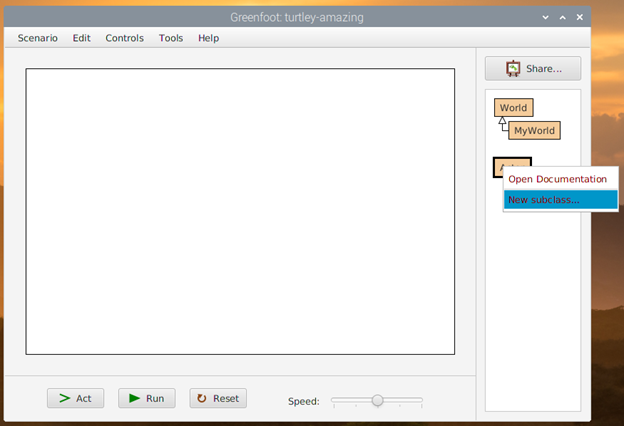 Greenfoot: turtley-amazing
Scenario Edit Controls Tools Help
Share...
World
MyWorld
Open Documentation
New subclass...
Act Run Reset Speed: